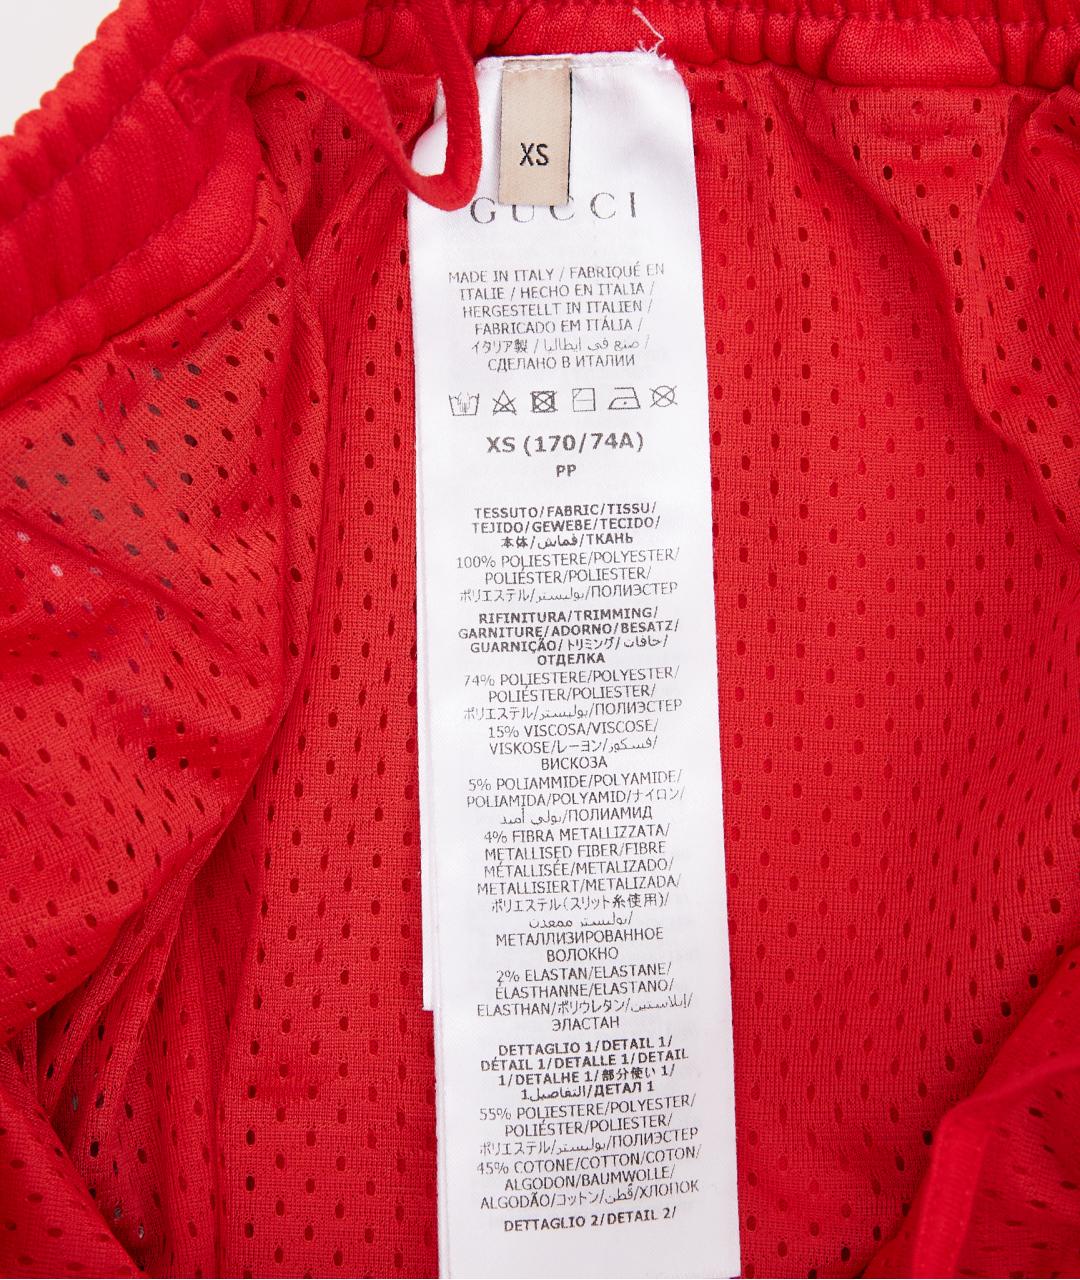 XS
GUCCI
MADE IN ITALY / FABRIQUÉ EN
ITALIE / HECHO EN ITALIA /
HERGESTELLT IN ITALIEN /
FABRICADO EM ITÁLIA /
イタリア製 / صنع في ايطاليا /
СДЕЛАНО В ИТАЛИИ
XS (170/74A)
PP
TESSUTO/FABRIC/TISSU/
TEJIDO/GEWEBE/TECIDO/
本体/قماش/ТКАНЬ
100% POLIESTERE/POLYESTER/
POLIÉSTER/POLIESTER/
ポリエステル/بوليستر/ПОЛИЭСТЕР
RIFINITURA/TRIMMING/
GARNITURE/ADORNO/BESATZ/
GUARNIÇÃO/トリミング/حافات/
ОТДЕЛКА
74% POLIESTERE/POLYESTER/
POLIÉSTER/POLIESTER/
ポリエステル/بوليستر/ПОЛИЭСТЕР
15% VISCOSA/VISCOSE/
VISKOSE/レーヨン/فسكوز/
ВИСКОЗА
5% POLIAMMIDE/POLYAMIDE/
POLIAMIDA/POLYAMID/ナイロン/
بولي أميد/ПОЛИАМИД
4% FIBRA METALLIZZATA/
METALLISED FIBER/FIBRE
MÉTALLISÉE/METALIZADO/
METALLISIERT/METALIZADA/
ポリエステル(スリット糸使用)/
بوليستر ممعدن/
МЕТАЛЛИЗИРОВАННОЕ
ВОЛОКНО
2% ELASTAN/ELASTANE/
ÉLASTHANNE/ELASTANO/
ELASTHAN/ポリウレタン/إيلاستين/
ЭЛАСТАН
DETTAGLIO 1/DETAIL 1/
DÉTAIL 1/DETALLE 1/DETAIL
1/DETALHE 1/部分使い 1/
التفاصيل1/ДЕТАЛ 1
55% POLIESTERE/POLYESTER/
POLIÉSTER/POLIESTER/
ポリエステル/بوليستر/ПОЛИЭСТЕР
45% COTONE/COTTON/COTON/
ALGODON/BAUMWOLLE/
ALGODÃO/コットン/قطن/ХЛОПОК
DETTAGLIO 2/DETAIL 2/